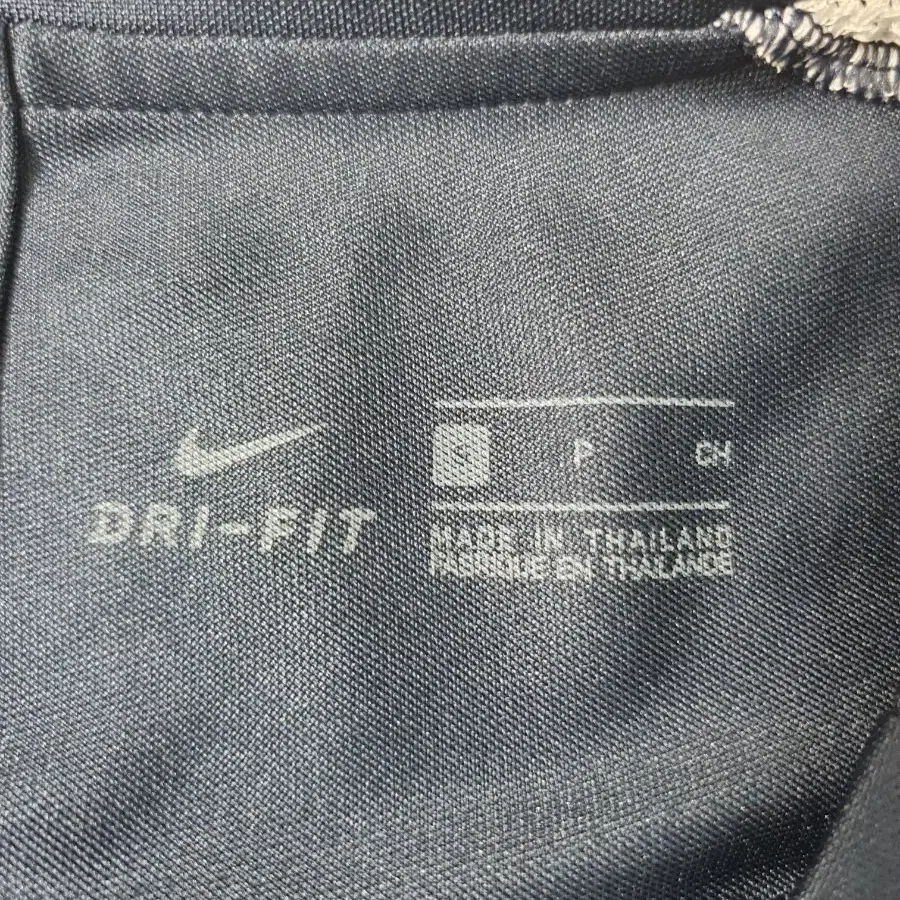 DRI-FIT
S P CH
MADE IN THAILAND
FABRIQUE EN THAILANDE